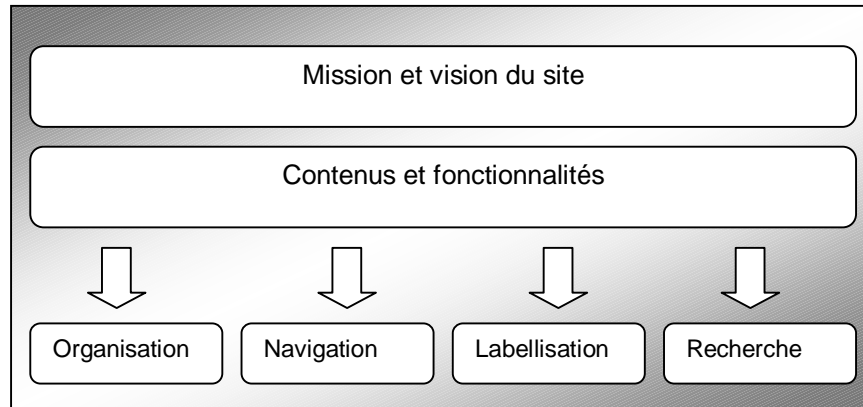 Mission et vision du site
Contenus et fonctionnalités
Organisation
Navigation
Labellisation
Recherche